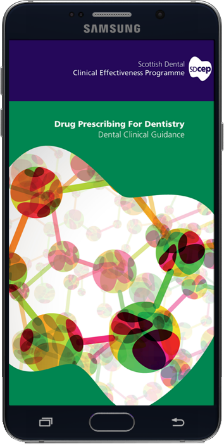 SAMSUNG
Scottish Dental
Clinical Effectiveness Programme
sdcep
Drug Prescribing For Dentistry
Dental Clinical Guidance